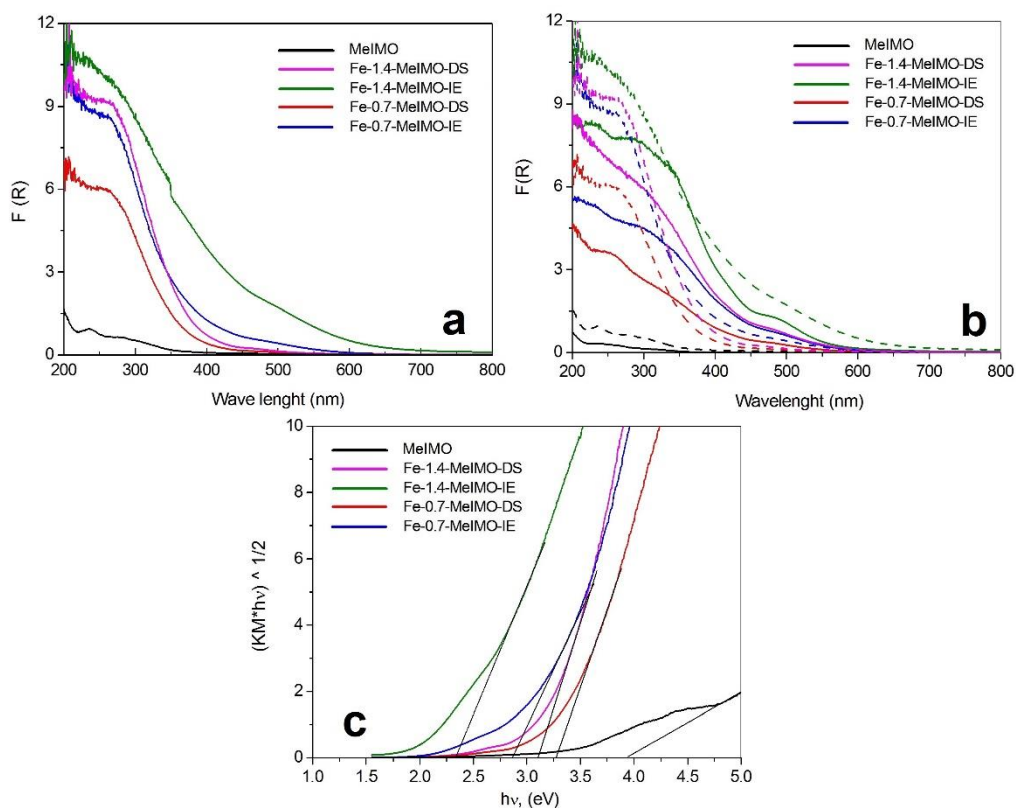 12
9
6
3
0
F (R)
MeIMO
Fe-1.4-MeIMO-DS
Fe-1.4-MeIMO-IE
Fe-0.7-MeIMO-DS
Fe-0.7-MeIMO-IE
a
200 300 400 500 600 700 800
Wave lenght (nm)
12
9
6
3
0
F(R)
MeIMO
Fe-1.4-MeIMO-DS
Fe-1.4-MeIMO-IE
Fe-0.7-MeIMO-DS
Fe-0.7-MeIMO-IE
b
200 300 400 500 600 700 800
Wavelenght (nm)
10
8
6
4
2
0
(KM*hν) ^ 1/2
MeIMO
Fe-1.4-MeIMO-DS
Fe-1.4-MeIMO-IE
Fe-0.7-MeIMO-DS
Fe-0.7-MeIMO-IE
c
1.0 1.5 2.0 2.5 3.0 3.5 4.0 4.5 5.0
hν, (eV)